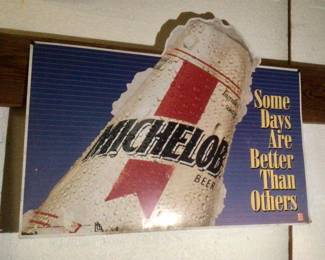 MICHELOB
BEER
Some
Days
Are
Better
Than
Others